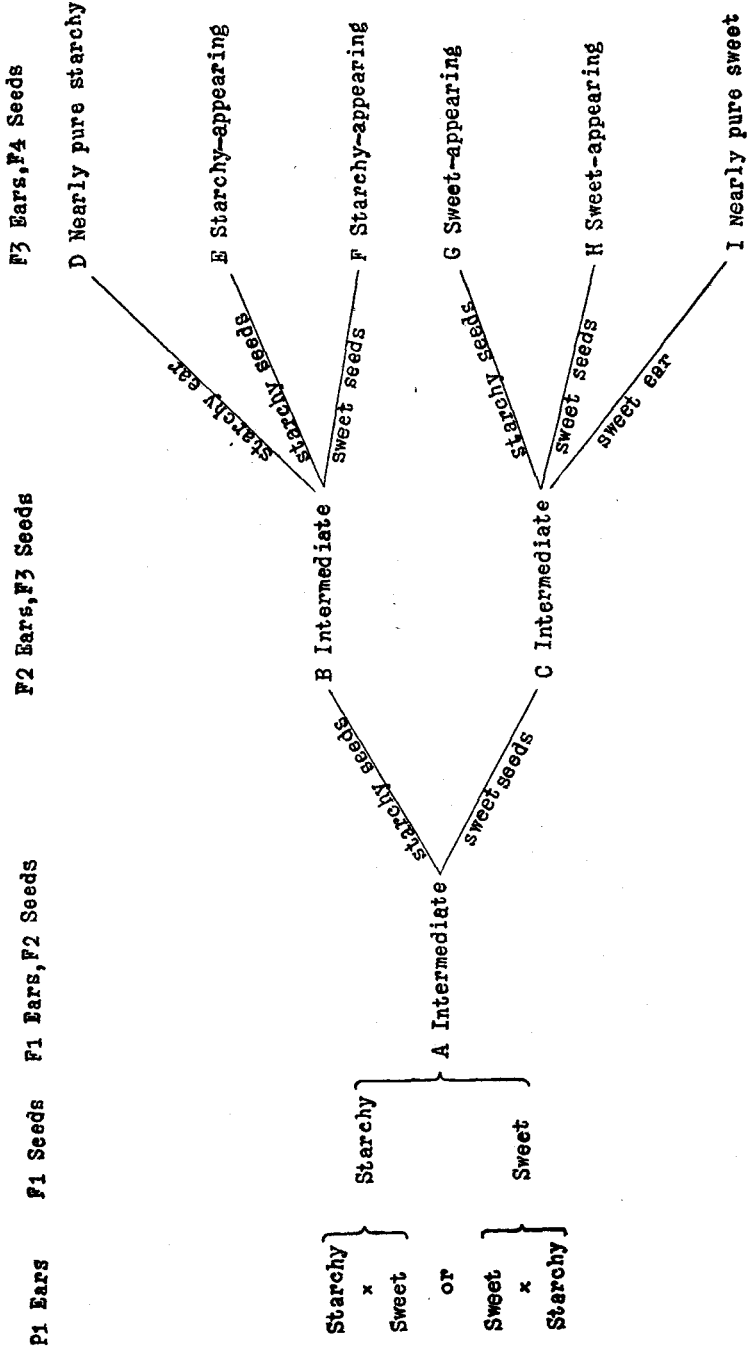 P1 Ears
F1 Seeds
F1 Ears,F2 Seeds
F2 Ears,F3 Seeds
F3 Ears,F4 Seeds
Starchy
x
Sweet
or
Sweet
x
Starchy
Starchy
Sweet
A Intermediate
starchy seeds
sweet seeds
B Intermediate
C Intermediate
starchy ear
starchy seeds
sweet seeds
starchy seeds
sweet seeds
sweet ear
D Nearly pure starchy
E Starchy-appearing
F Starchy-appearing
G Sweet-appearing
H Sweet-appearing
I Nearly pure sweet